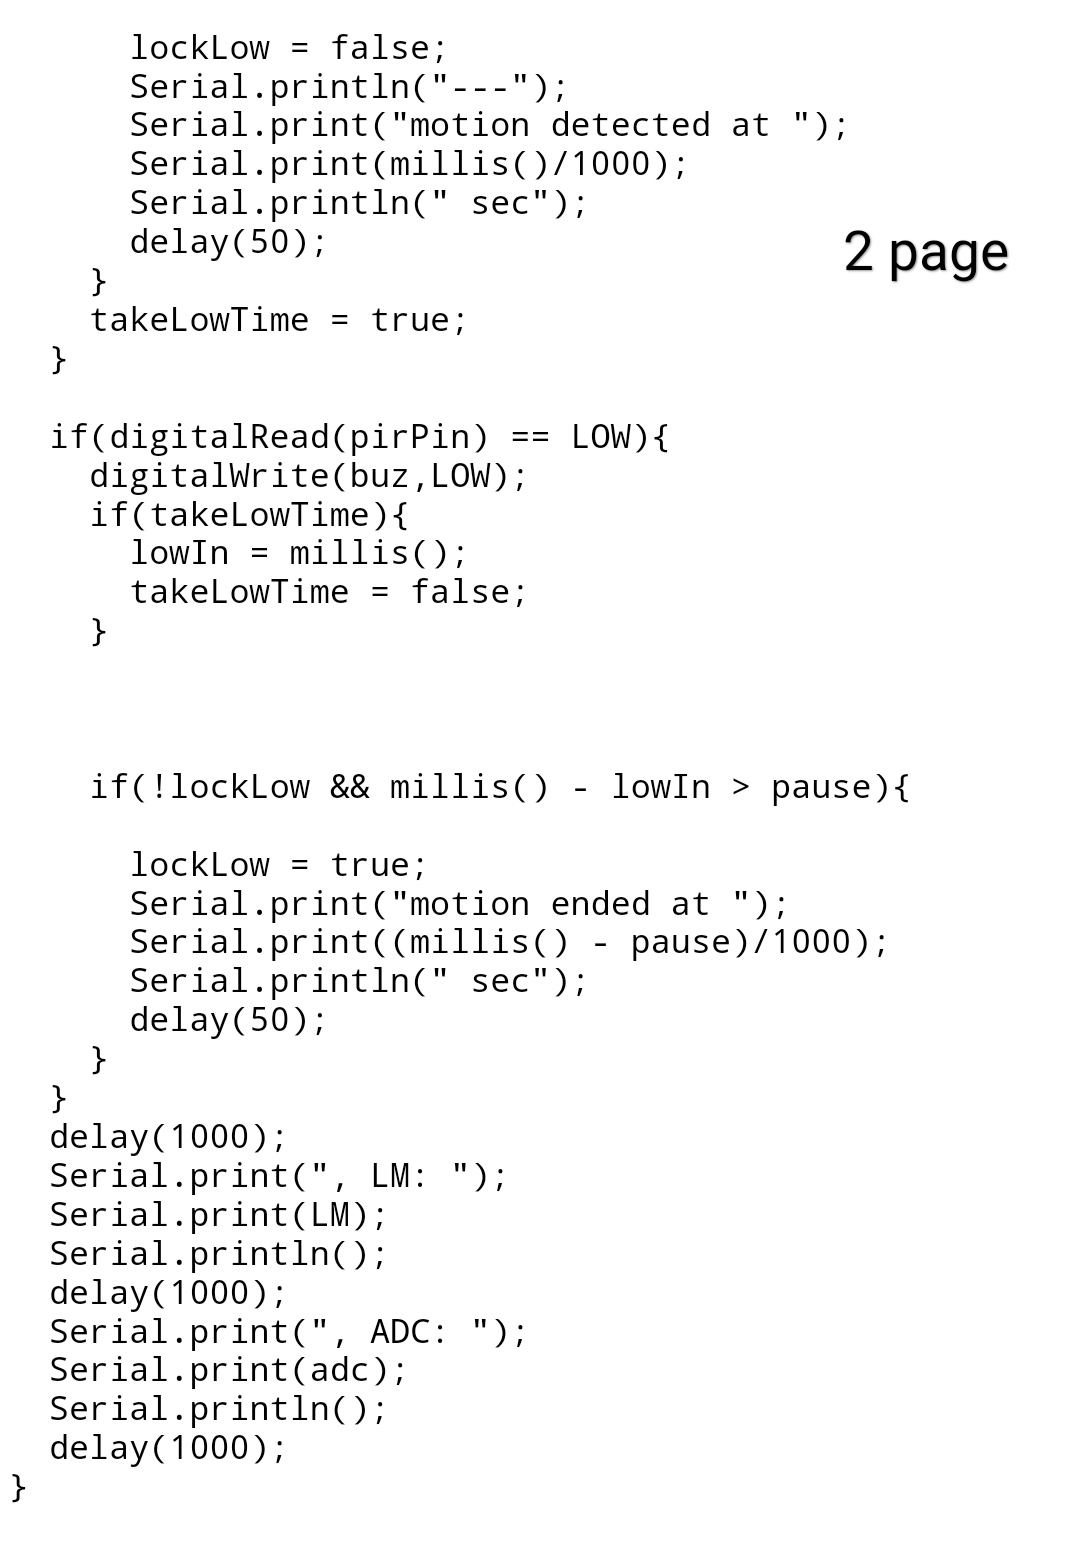 lockLow = false;
Serial.println("---");
Serial.print("motion detected at ");
Serial.print(millis()/1000);
Serial.println(" sec");
delay(50);
2 page
}
takeLowTime = true;
}
if(digitalRead(pirPin) == LOW){
digitalWrite(buz,LOW);
if(takeLowTime){
lowIn = millis();
takeLowTime = false;
}
if(!lockLow && millis() - lowIn > pause){
lockLow = true;
Serial.print("motion ended at ");
Serial.print((millis() - pause)/1000);
Serial.println(" sec");
delay(50);
}
}
delay(1000);
Serial.print(", LM: ");
Serial.print(LM);
Serial.println();
delay(1000);
Serial.print(", ADC: ");
Serial.print(adc);
Serial.println();
delay(1000);
}